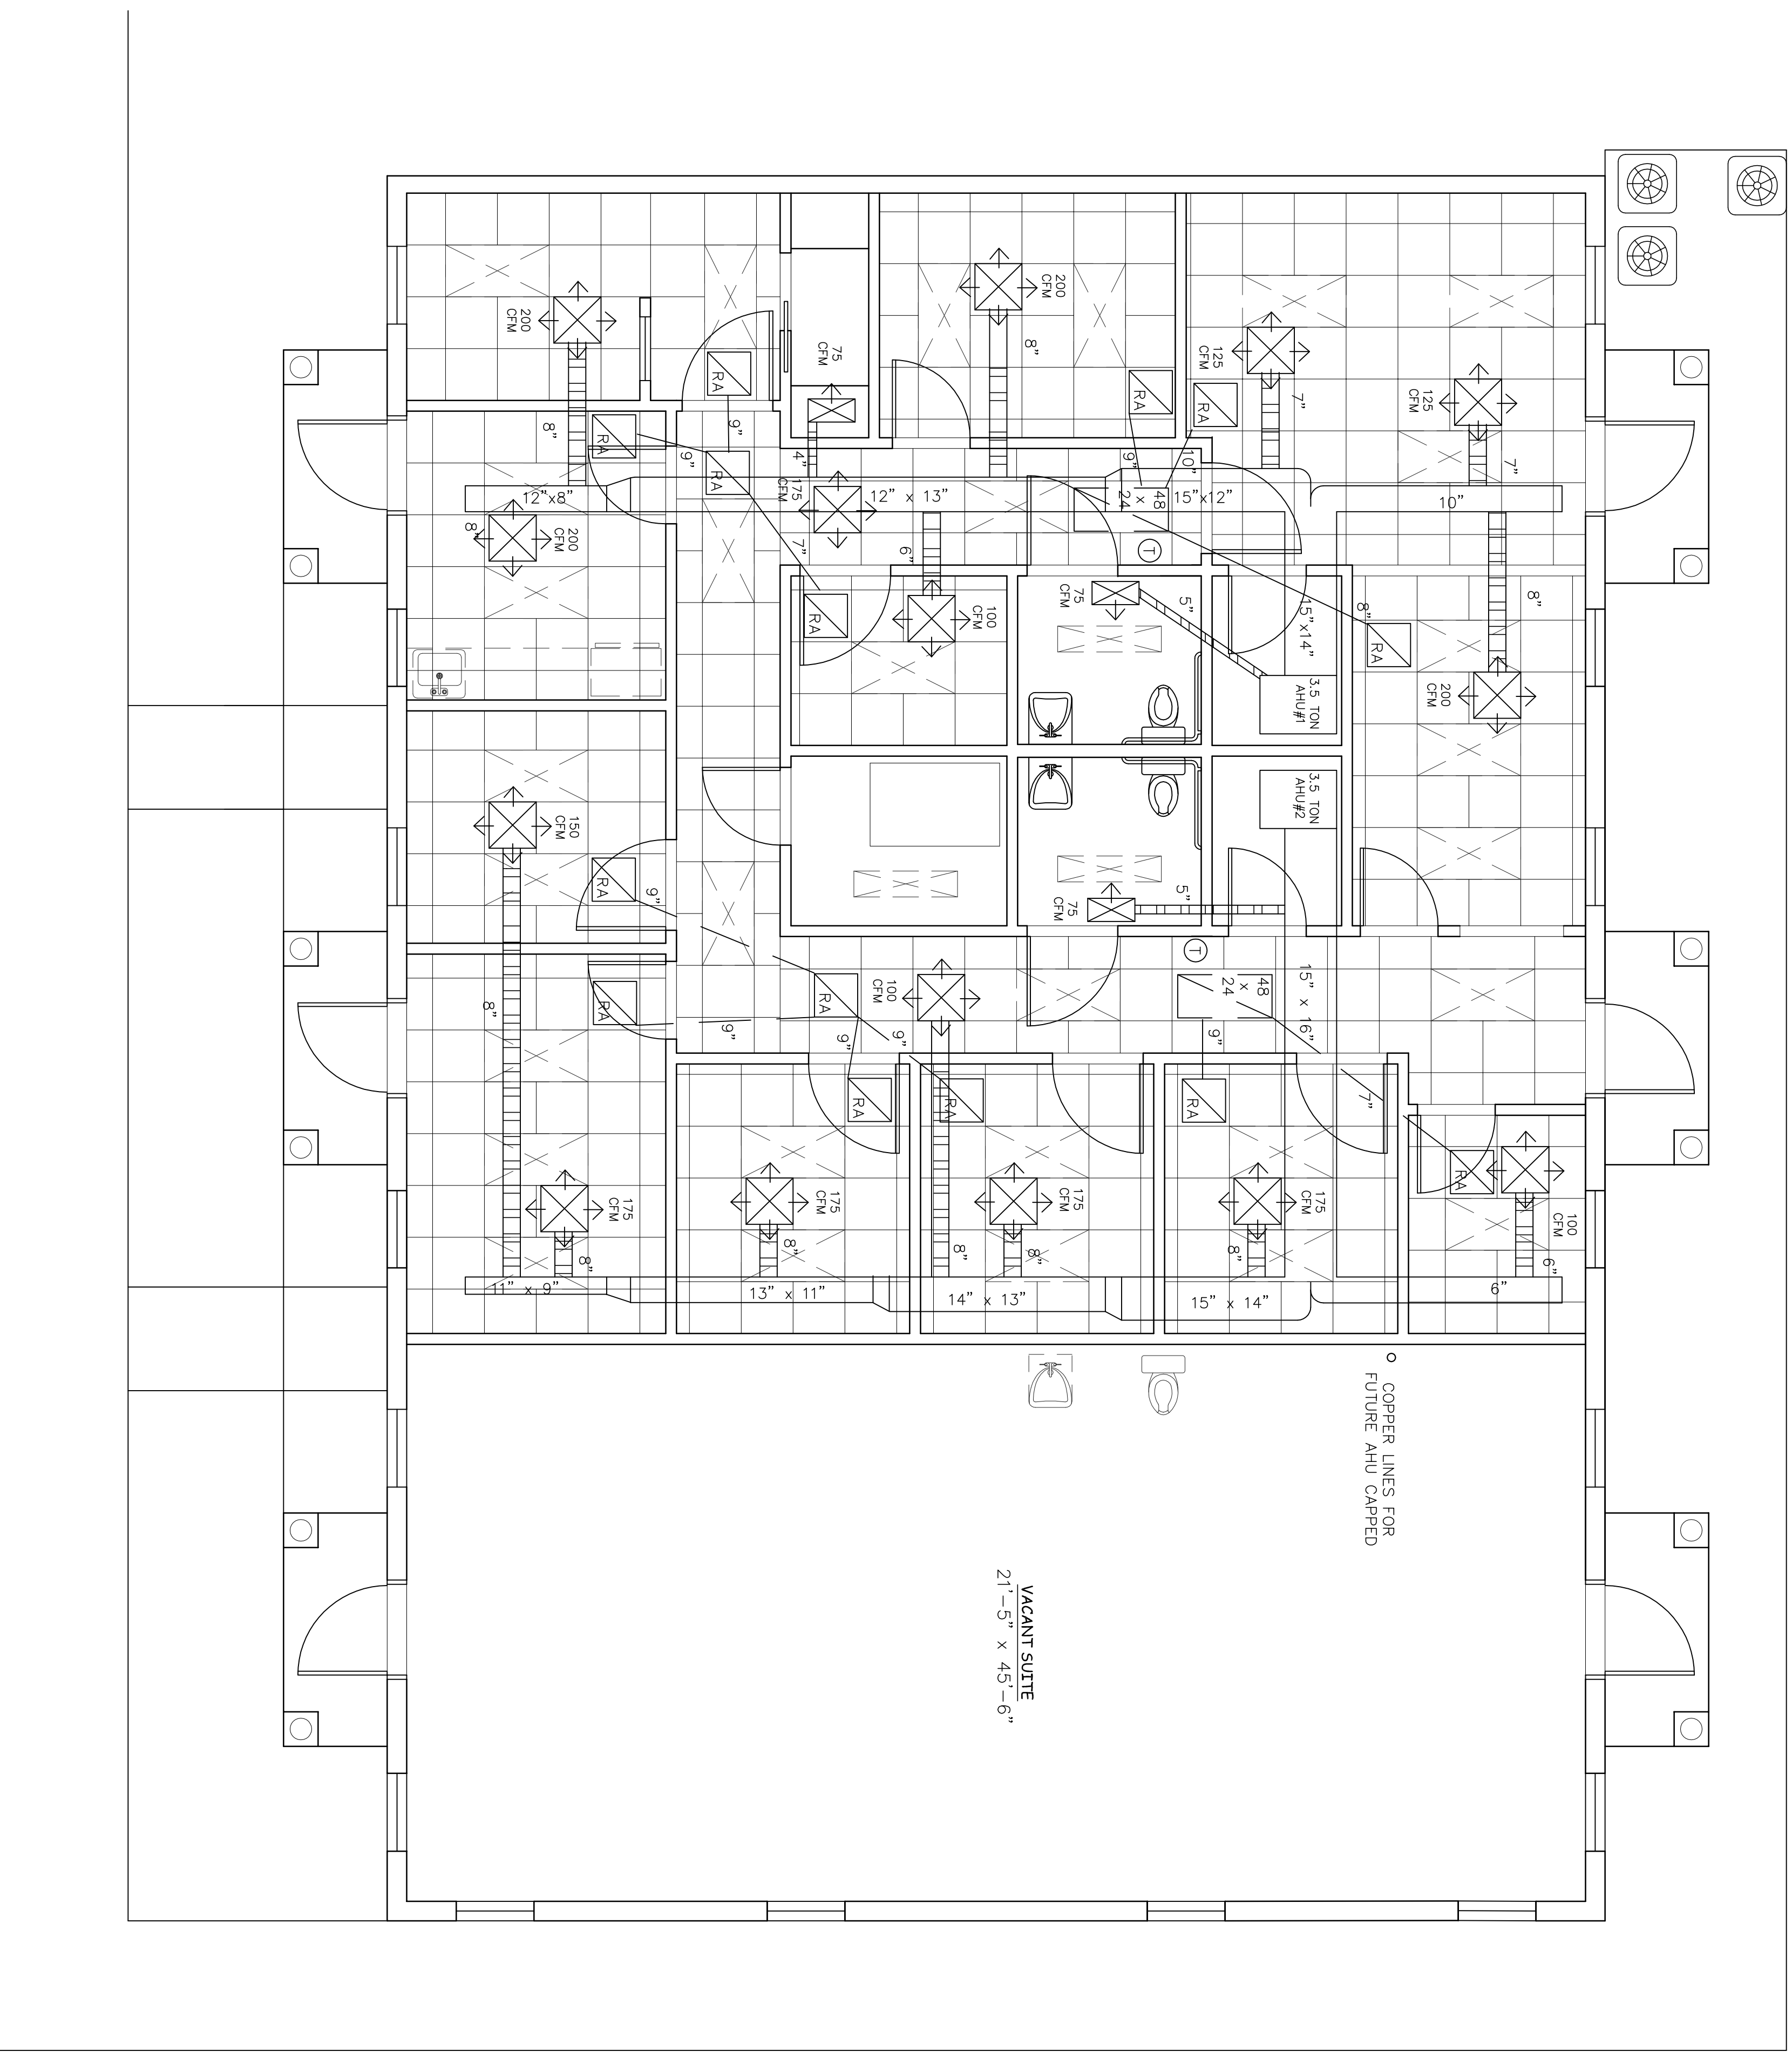 200
CFM
8"
75
CFM
4"
200
CFM
8"
125
CFM
7"
125
CFM
7"
RA
9"
RA
9"
RA
RA
9"
RA
10"
12"x8"
12" x 13"
24 x 48
15"x12"
10"
175
CFM
7"
6"
T
8"
200
CFM
8"
RA
100
CFM
75
CFM
5"
15"x14"
8"
RA
200
CFM
3.5 TON
AHU#1
3.5 TON
AHU#2
150
CFM
RA
9"
75
CFM
5"
T
8"
RA
9"
RA
9"
100
CFM
9"
24 x 48
9"
15" x 16"
RA
RA
RA
7"
RA
100
CFM
6"
175
CFM
8"
175
CFM
8"
8"
175
CFM
8"
175
CFM
8"
11" x 9"
13" x 11"
14" x 13"
15" x 14"
6"
COPPER LINES FOR
FUTURE AHU CAPPED
VACANT SUITE
21'-5" x 45'-6"